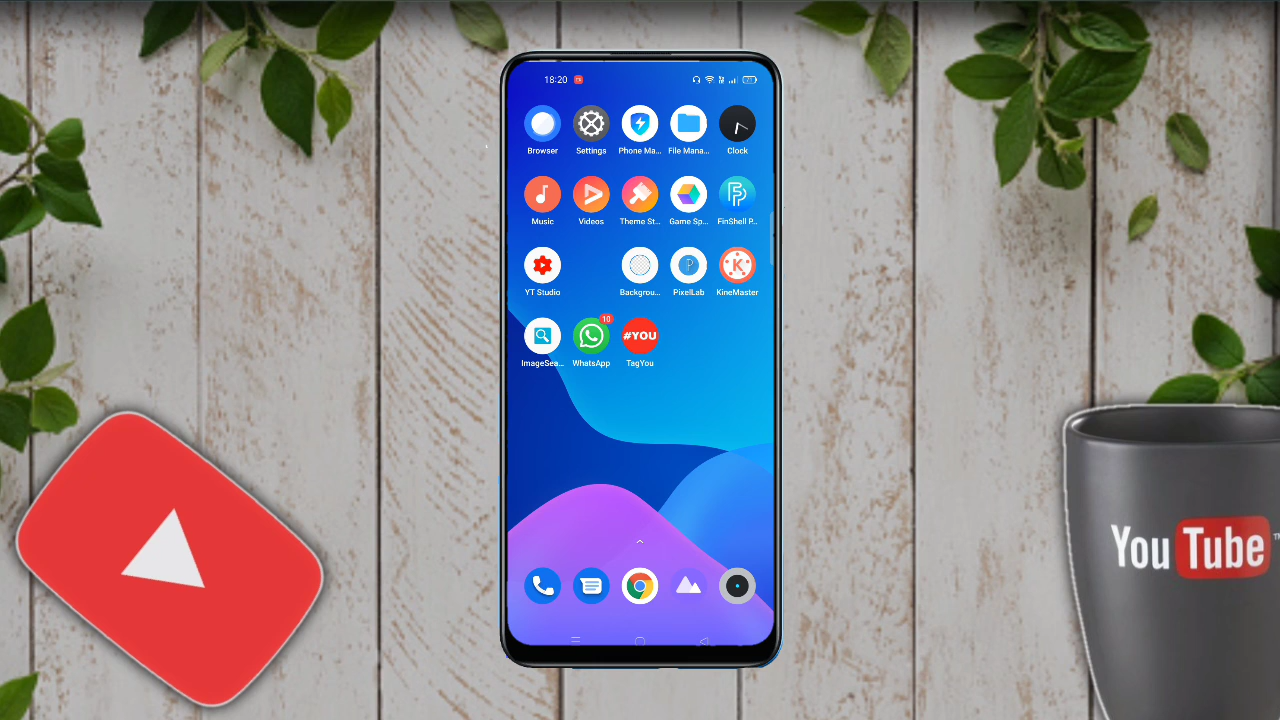 18:20
Browser Settings Phone Ma... File Mana... Clock
Music Videos Theme St... Game Sp... FinShell P...
YT Studio Backgrou... PixelLab KineMaster
10
#YOU
ImageSea... WhatsApp TagYou
YouTube™